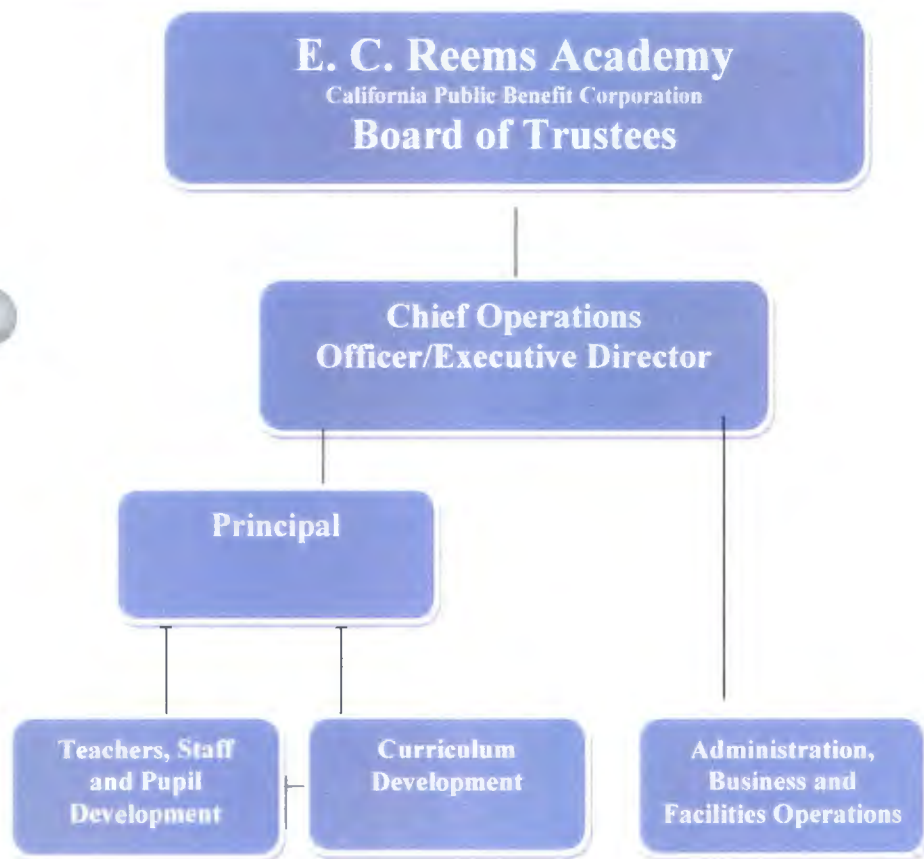 E. C. Reems Academy
California Public Benefit Corporation
Board of Trustees
Chief Operations
Officer/Executive Director
Principal
Teachers, Staff
and Pupil
Development
Curriculum
Development
Administration,
Business and
Facilities Operations